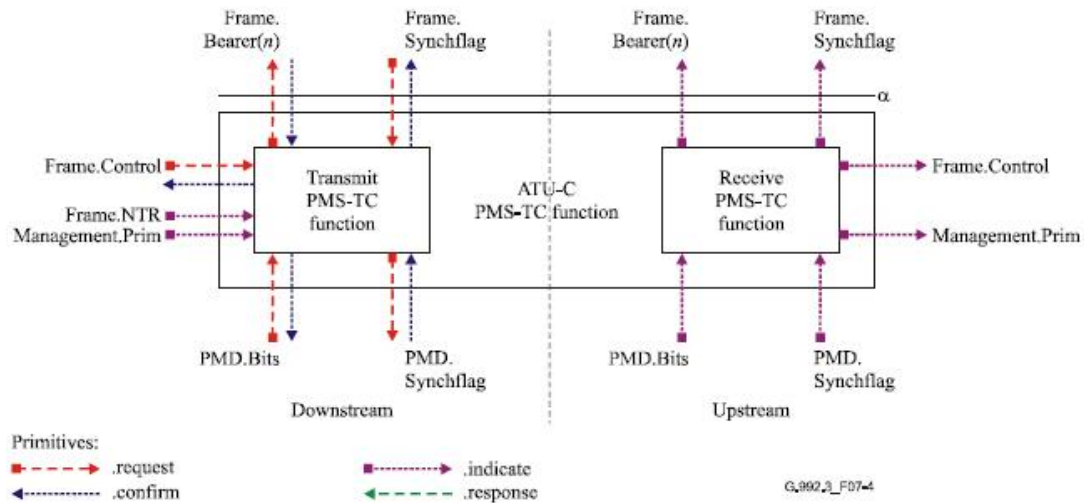 Frame.
Bearer(n)
Frame.
Synchflag
Frame.
Bearer(n)
Frame.
Synchflag
α
Frame.Control
Transmit
PMS-TC
function
ATU-C
PMS-TC function
Receive
PMS-TC
function
Frame.Control
Frame.NTR
Management.Prim
Management.Prim
PMD.Bits
PMD.
Synchflag
PMD.Bits
PMD.
Synchflag
Downstream
Upstream
Primitives:
.request
.indicate
.confirm
.response
G.992.3_F07-4